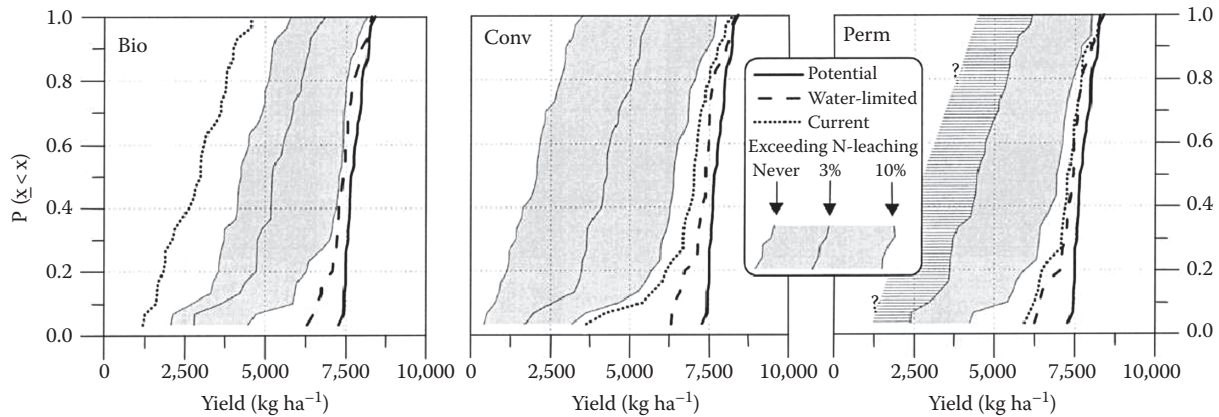 1.0
0.8
0.6
0.4
0.2
0.0
P (x < x)
Bio
0 2,500 5,000 7,500 10,000
Yield (kg ha⁻¹)
Conv
0 2,500 5,000 7,500 10,000
Yield (kg ha⁻¹)
Potential
Water-limited
Current
Exceeding N-leaching
Never 3% 10%
Perm
?
?
0 2,500 5,000 7,500 10,000
Yield (kg ha⁻¹)
1.0
0.8
0.6
0.4
0.2
0.0